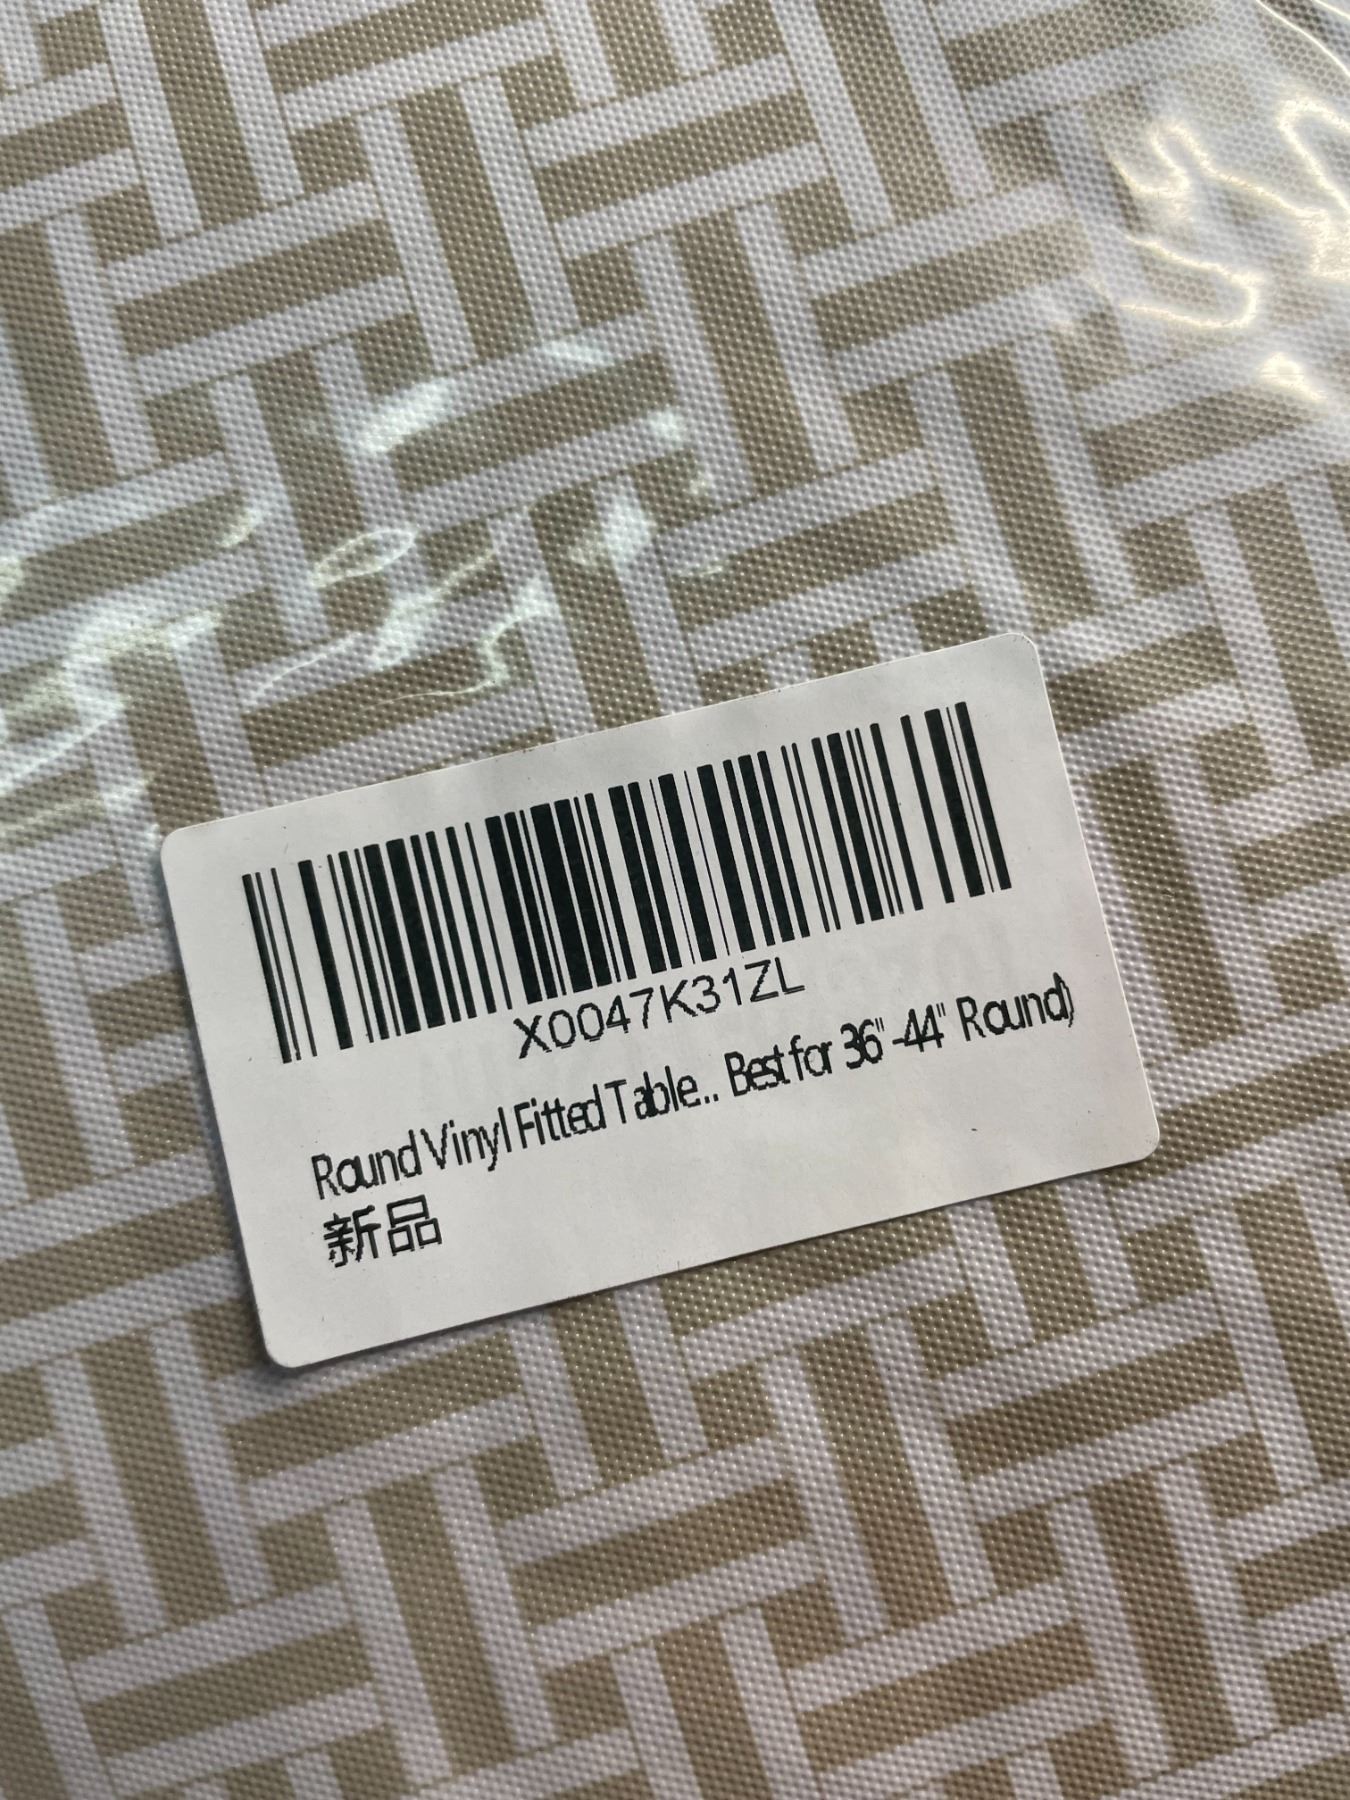 X0047K31ZL
Round Vinyl Fitted Table... Best for 36" -44" Round)
新品